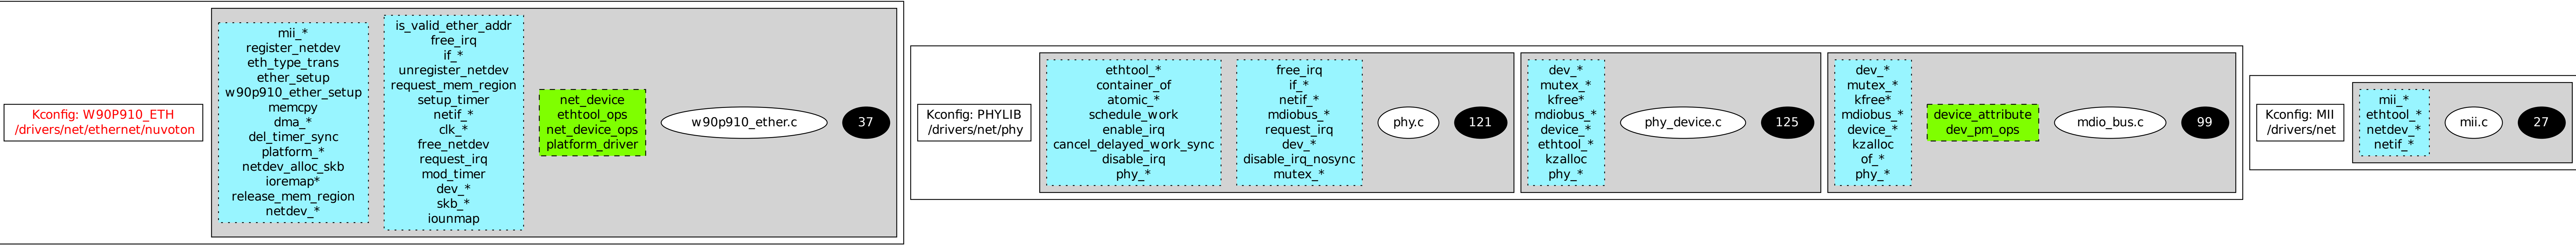 Kconfig: W90P910_ETH
/drivers/net/ethernet/nuvoton
mii_*
register_netdev
eth_type_trans
ether_setup
w90p910_ether_setup
memcpy
dma_*
del_timer_sync
platform_*
netdev_alloc_skb
ioremap*
release_mem_region
netdev_*
is_valid_ether_addr
free_irq
if_*
unregister_netdev
request_mem_region
setup_timer
netif_*
clk_*
free_netdev
request_irq
mod_timer
dev_*
skb_*
iounmap
net_device
ethtool_ops
net_device_ops
platform_driver
w90p910_ether.c
37
Kconfig: PHYLIB
/drivers/net/phy
ethtool_*
container_of
atomic_*
schedule_work
enable_irq
cancel_delayed_work_sync
disable_irq
phy_*
free_irq
if_*
netif_*
mdiobus_*
request_irq
dev_*
disable_irq_nosync
mutex_*
phy.c
121
dev_*
mutex_*
kfree*
mdiobus_*
device_*
ethtool_*
kzalloc
phy_*
phy_device.c
125
dev_*
mutex_*
kfree*
mdiobus_*
device_*
kzalloc
of_*
phy_*
device_attribute
dev_pm_ops
mdio_bus.c
99
Kconfig: MII
/drivers/net
mii_*
ethtool_*
netdev_*
netif_*
mii.c
27